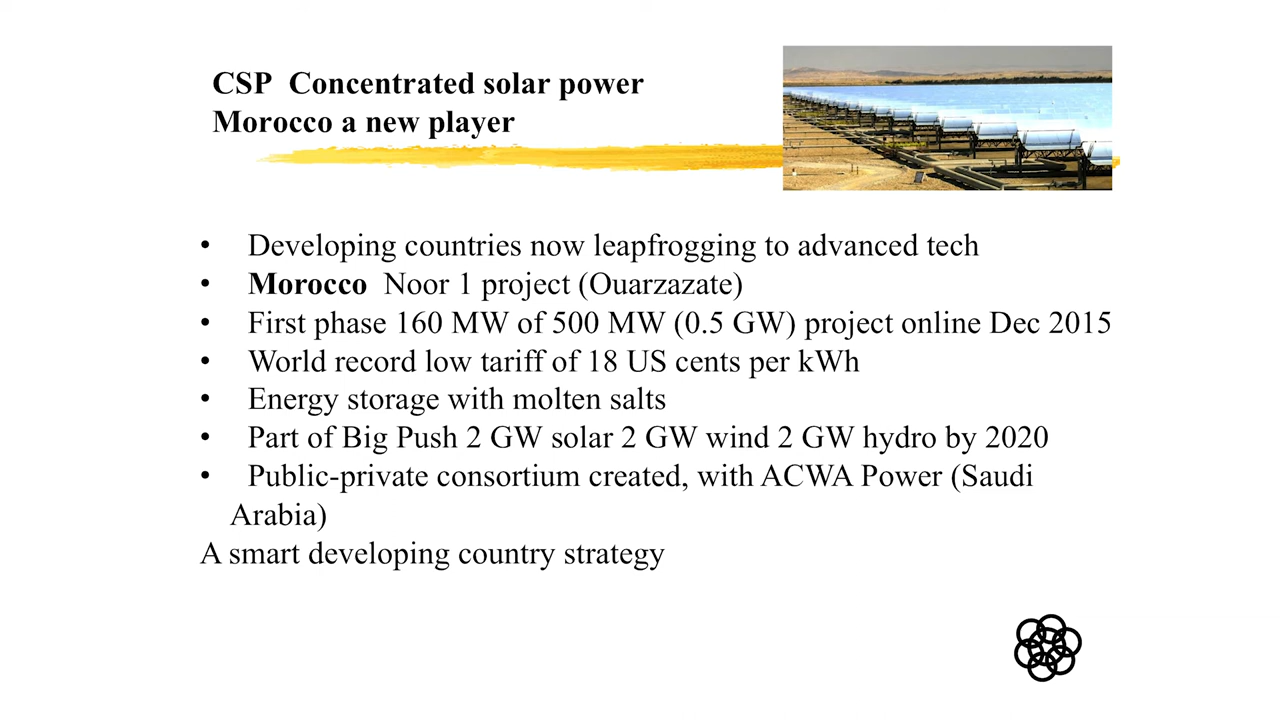 CSP Concentrated solar power
Morocco a new player
• Developing countries now leapfrogging to advanced tech
• Morocco Noor 1 project (Ouarzazate)
• First phase 160 MW of 500 MW (0.5 GW) project online Dec 2015
• World record low tariff of 18 US cents per kWh
• Energy storage with molten salts
• Part of Big Push 2 GW solar 2 GW wind 2 GW hydro by 2020
• Public-private consortium created, with ACWA Power (Saudi
Arabia)
A smart developing country strategy